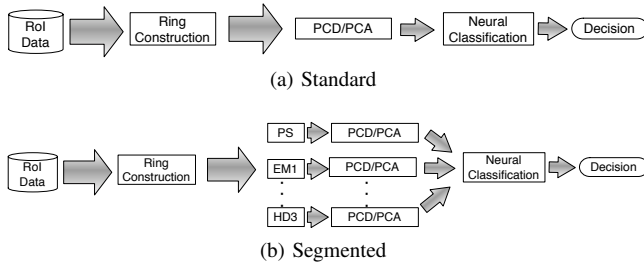 RoI
Data
Ring
Construction
PCD/PCA
Neural
Classification
Decision
(a) Standard
RoI
Data
Ring
Construction
PS
PCD/PCA
EM1
PCD/PCA
HD3
PCD/PCA
Neural
Classification
Decision
(b) Segmented